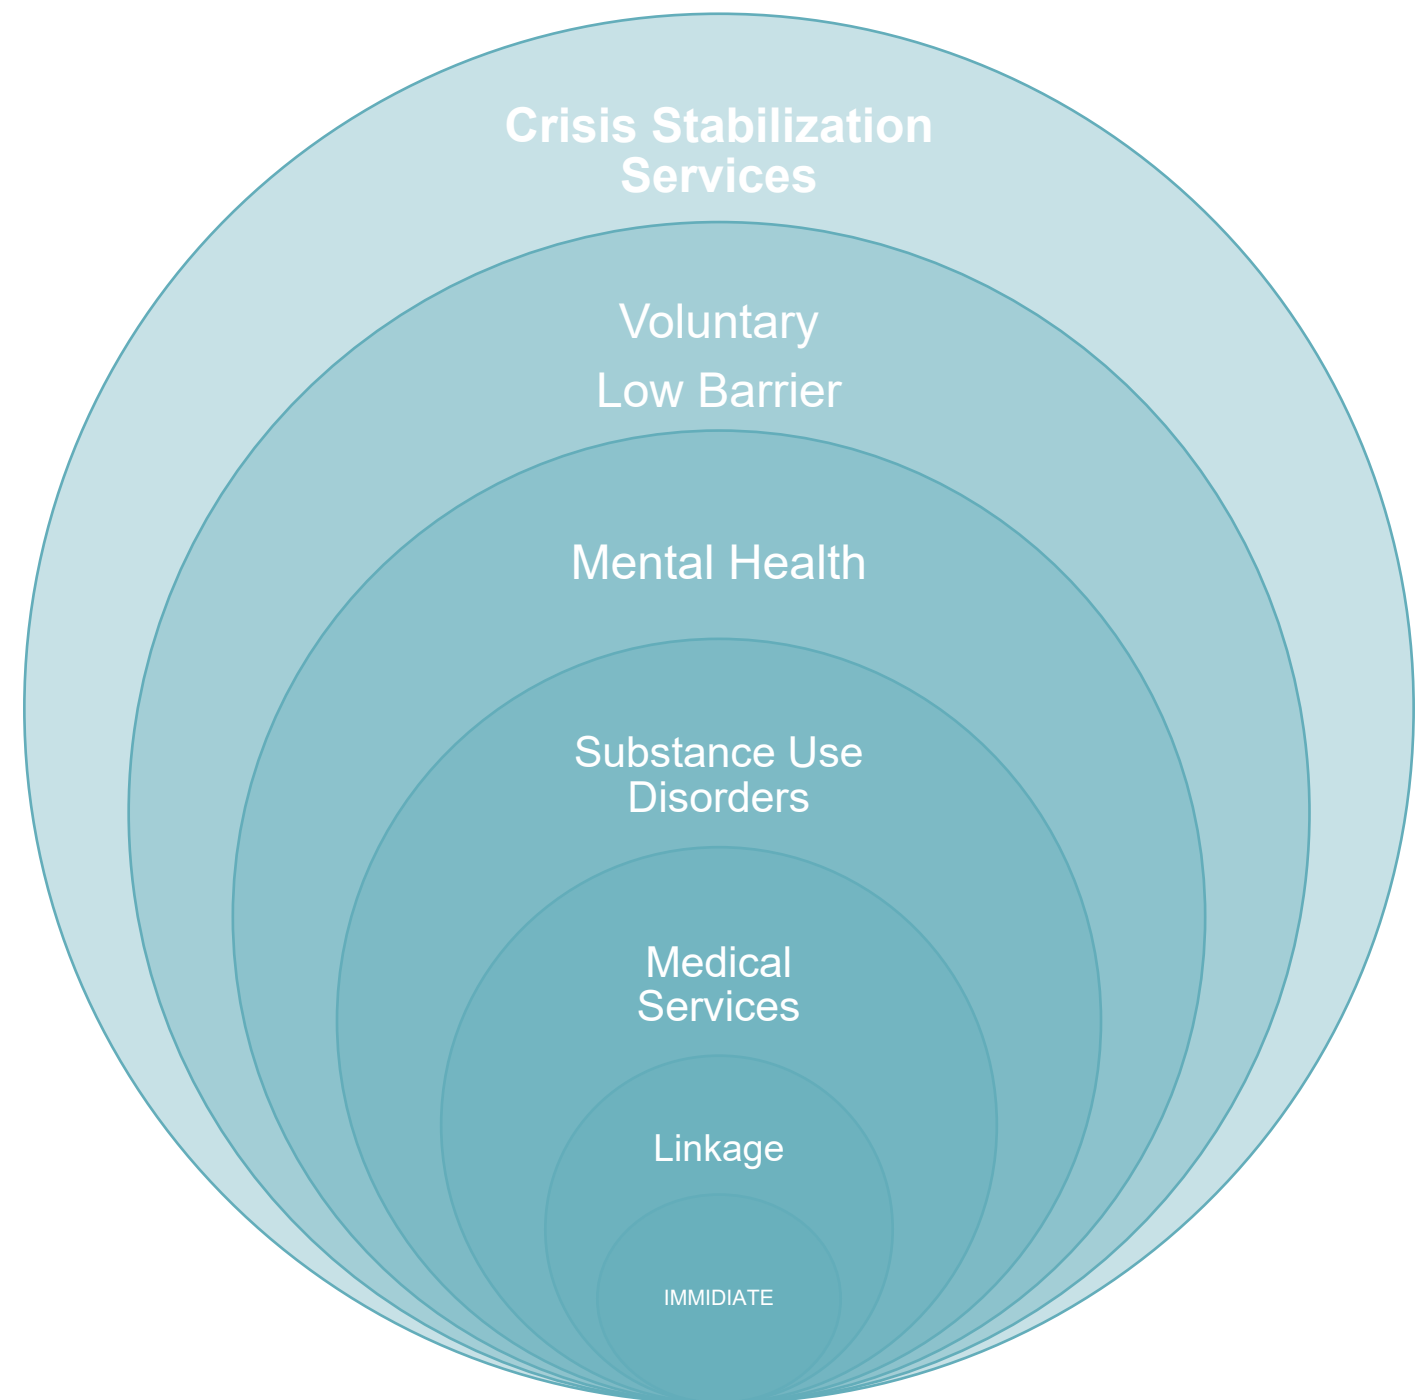 Crisis Stabilization
Services
Voluntary
Low Barrier
Mental Health
Substance Use
Disorders
Medical
Services
Linkage
IMMIDIATE